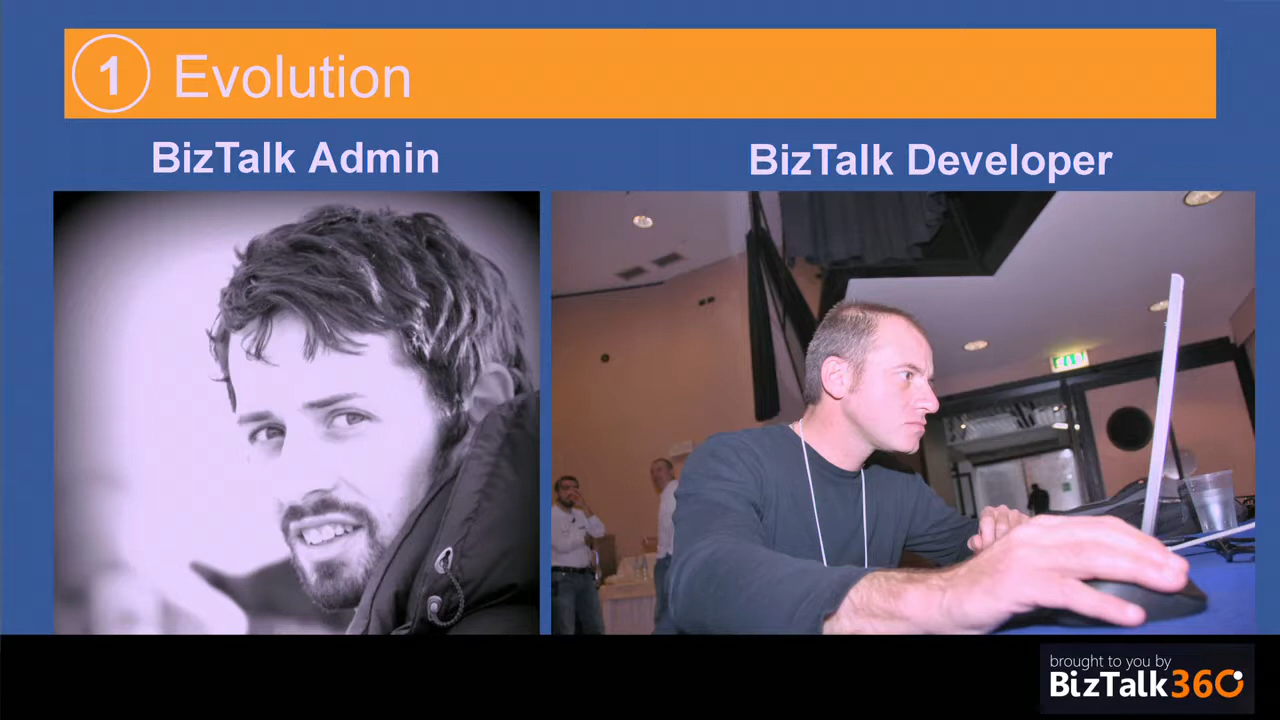 1 Evolution
BizTalk Admin
BizTalk Developer
brought to you by
BizTalk360